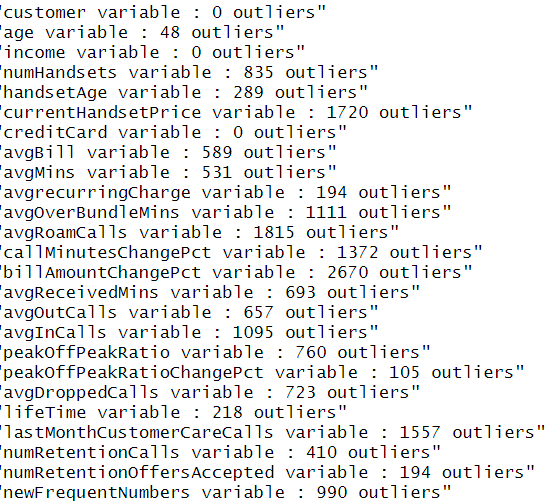 "customer variable : 0 outliers"
"age variable : 48 outliers"
"income variable : 0 outliers"
"numHandsets variable : 835 outliers"
"handsetAge variable : 289 outliers"
"currentHandsetPrice variable : 1720 outliers"
"creditCard variable : 0 outliers"
"avgBill variable : 589 outliers"
"avgMins variable : 531 outliers"
"avgrecurringCharge variable : 194 outliers"
"avgOverBundleMins variable : 1111 outliers"
"avgRoamCalls variable : 1815 outliers"
"callMinutesChangePct variable : 1372 outliers"
"billAmountChangePct variable : 2670 outliers"
"avgReceivedMins variable : 693 outliers"
"avgOutCalls variable : 657 outliers"
"avgInCalls variable : 1095 outliers"
"peakOffPeakRatio variable : 760 outliers"
"peakOffPeakRatioChangePct variable : 105 outliers"
"avgDroppedCalls variable : 723 outliers"
"lifeTime variable : 218 outliers"
"lastMonthCustomerCareCalls variable : 1557 outliers"
"numRetentionCalls variable : 410 outliers"
"numRetentionOffersAccepted variable : 194 outliers"
"newFrequentNumbers variable : 990 outliers"